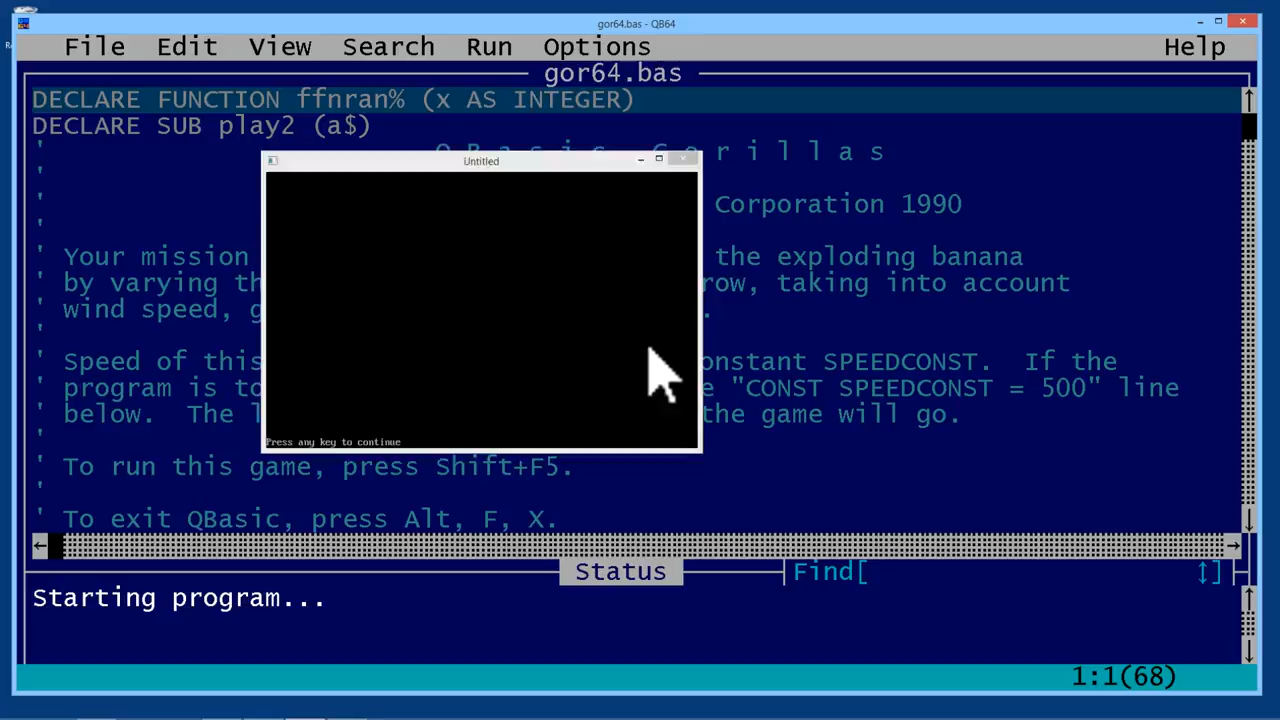 gor64.bas - QB64
File Edit View Search Run Options Help
gor64.bas
DECLARE FUNCTION ffnran% (x AS INTEGER)
DECLARE SUB play2 (a$)
' Q B a s i c G o r i l l a s
'
' Corporation 1990
'
' Your mission the exploding banana
' by varying th row, taking into account
' wind speed, g .
'
' Speed of this onstant SPEEDCONST. If the
' program is to e "CONST SPEEDCONST = 500" line
' below. The l the game will go.
'
' To run this game, press Shift+F5.
'
' To exit QBasic, press Alt, F, X.
Untitled
Press any key to continue
Status
Find[ ↕]
Starting program...
1:1(68)